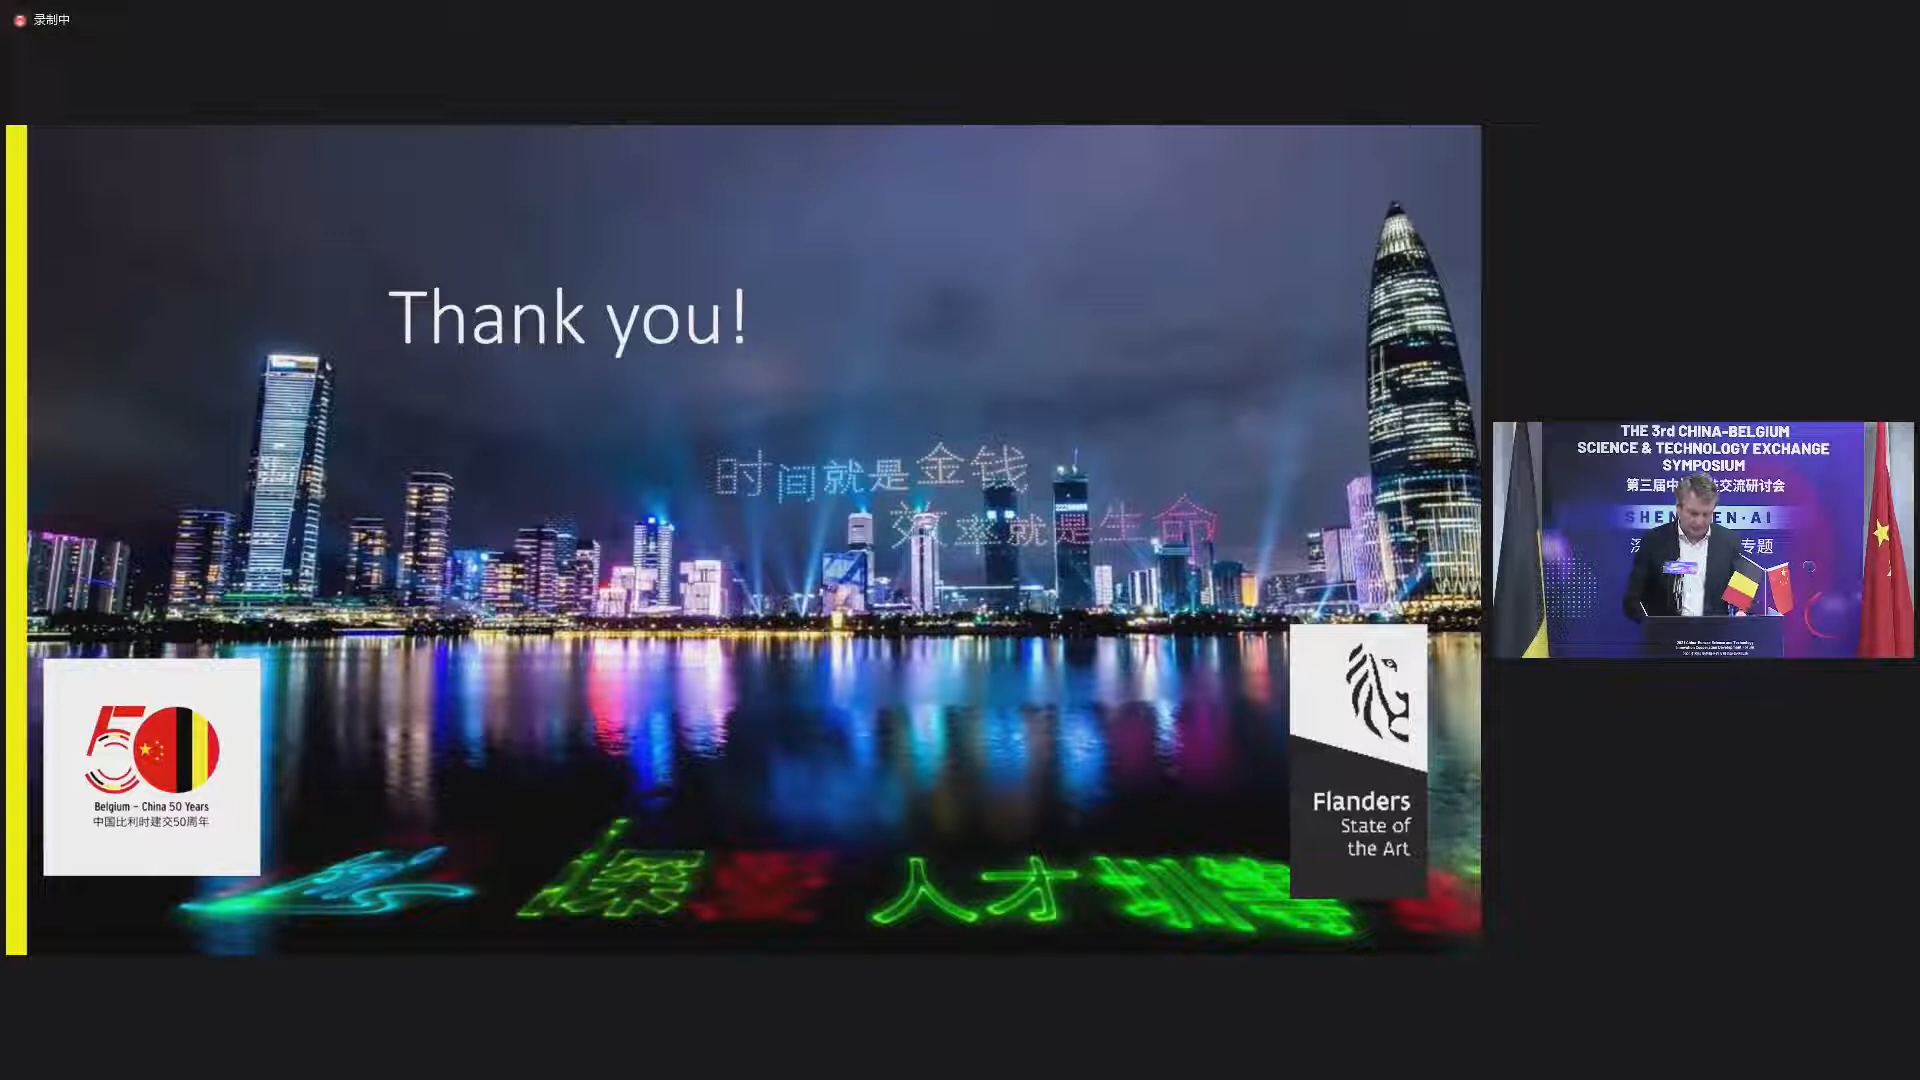 录制中
Thank you!
时间就是金钱
效率就是生命
Belgium – China 50 Years
中国比利时建交50周年
50
人才
Flanders
State of
the Art
THE 3rd CHINA-BELGIUM
SCIENCE & TECHNOLOGY EXCHANGE
SYMPOSIUM
第三届中
交流研讨会
SHEN
EN·AI
专题